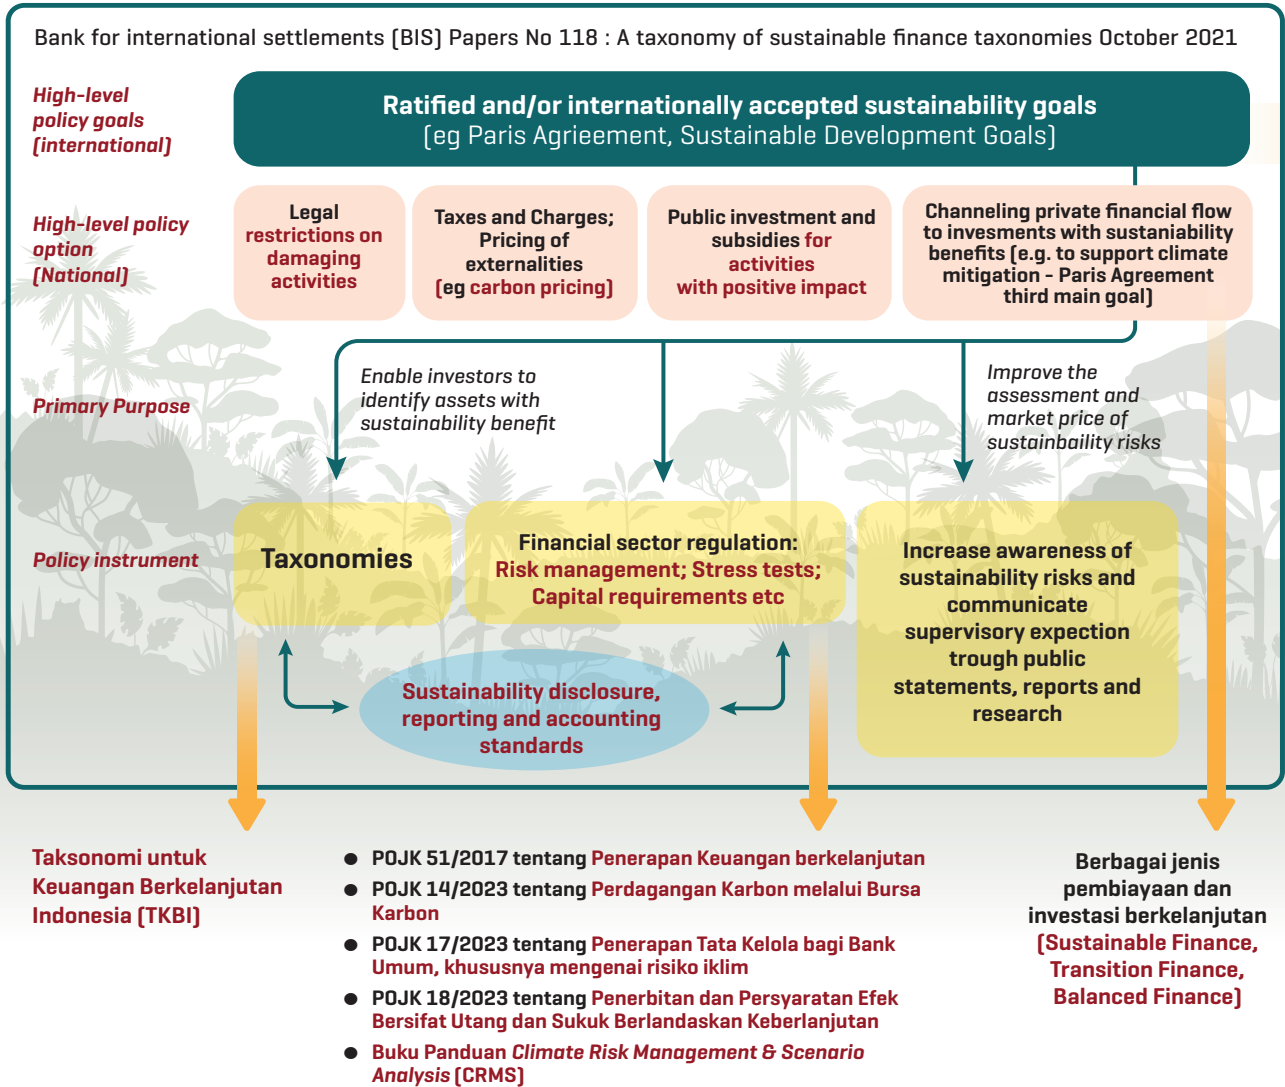 Bank for international settlements (BIS) Papers No 118 : A taxonomy of sustainable finance taxonomies October 2021
High-level
policy goals
(international)
Ratified and/or internationally accepted sustainability goals
(eg Paris Agrieement, Sustainable Development Goals)
High-level policy
option
(National)
Legal
restrictions on
damaging
activities
Taxes and Charges;
Pricing of
externalities
(eg carbon pricing)
Public investment and
subsidies for
activities
with positive impact
Channeling private financial flow
to invesments with sustaniability
benefits (e.g. to support climate
mitigation - Paris Agreement
third main goal)
Primary Purpose
Enable investors to
identify assets with
sustainability benefit
Improve the
assessment and
market price of
sustainbaility risks
Policy instrument
Taxonomies
Financial sector regulation:
Risk management; Stress tests;
Capital requirements etc
Increase awareness of
sustainability risks and
communicate
supervisory expection
trough public
statements, reports and
research
Sustainability disclosure,
reporting and accounting
standards
Taksonomi untuk
Keuangan Berkelanjutan
Indonesia (TKBI)
● POJK 51/2017 tentang Penerapan Keuangan berkelanjutan
● POJK 14/2023 tentang Perdagangan Karbon melalui Bursa
Karbon
● POJK 17/2023 tentang Penerapan Tata Kelola bagi Bank
Umum, khususnya mengenai risiko iklim
● POJK 18/2023 tentang Penerbitan dan Persyaratan Efek
Bersifat Utang dan Sukuk Berlandaskan Keberlanjutan
● Buku Panduan Climate Risk Management & Scenario
Analysis (CRMS)
Berbagai jenis
pembiayaan dan
investasi berkelanjutan
(Sustainable Finance,
Transition Finance,
Balanced Finance)